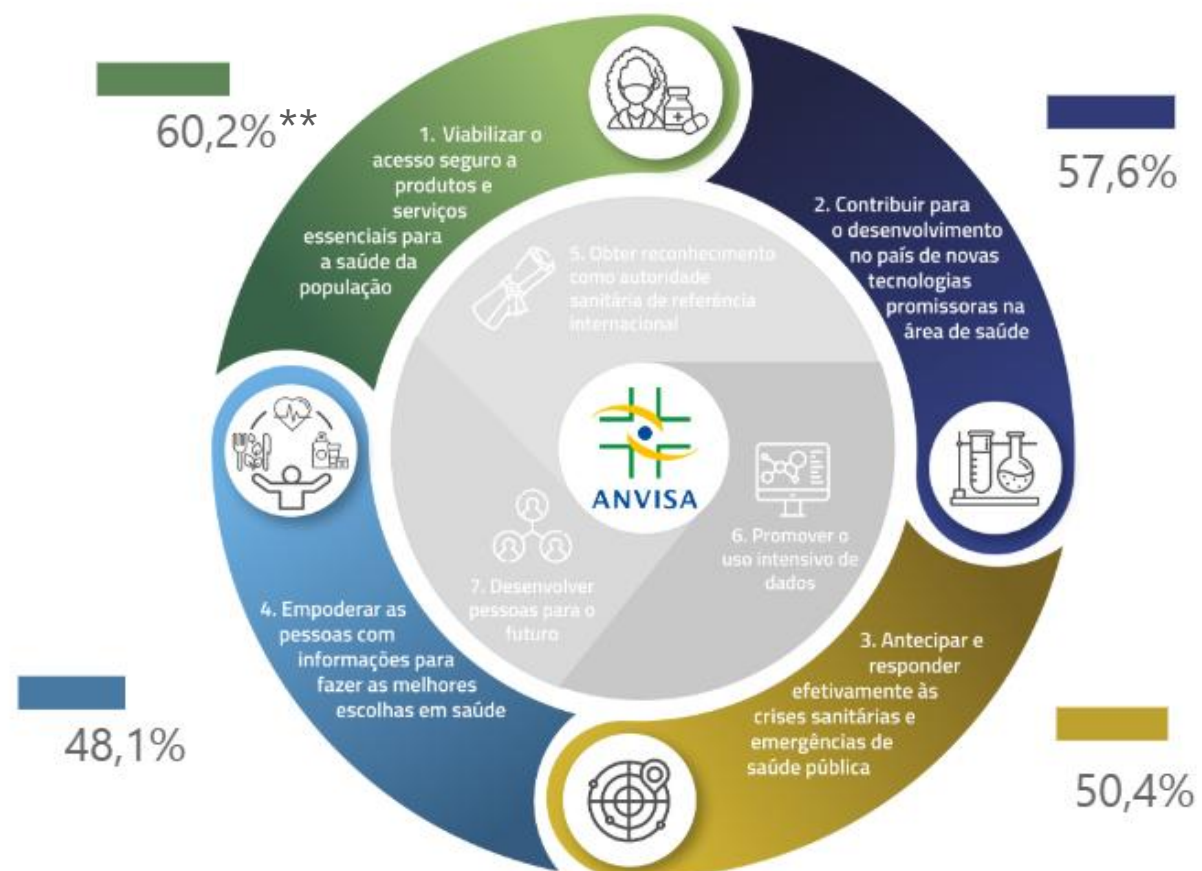 60,2%**
1. Viabilizar o
acesso seguro a
produtos e
serviços
essenciais para
a saúde da
população
57,6%
2. Contribuir para
o desenvolvimento
no país de novas
tecnologias
promissoras na
área de saúde
5. Obter reconhecimento
como autoridade
sanitária de referência
internacional
ANVISA
6. Promover o
uso intensivo de
dados
7. Desenvolver
pessoas para o
futuro
4. Empoderar as
pessoas com
informações para
fazer as melhores
escolhas em saúde
48,1%
3. Antecipar e
responder
efetivamente às
crises sanitárias e
emergências de
saúde pública
50,4%